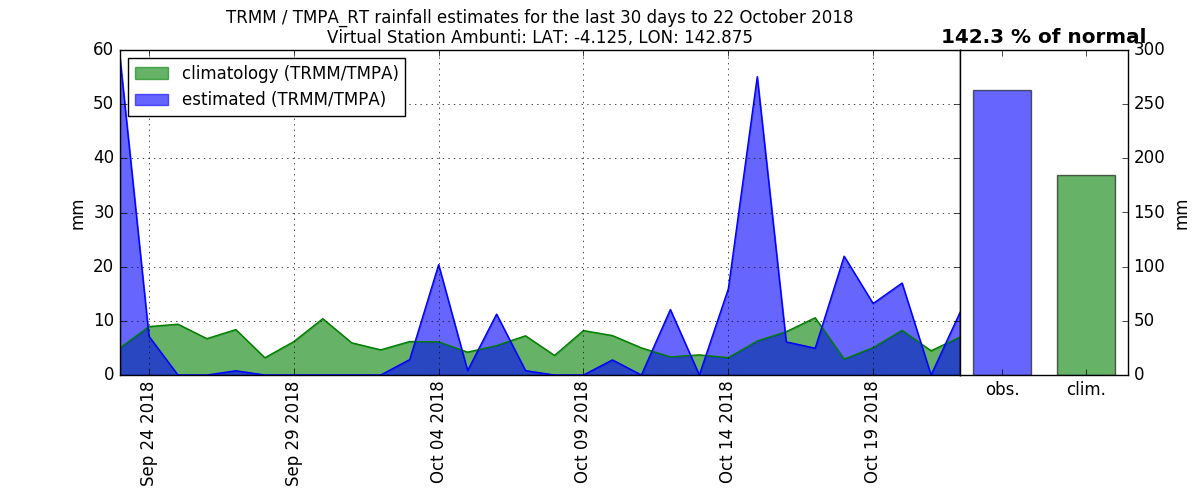 TRMM / TMPA_RT rainfall estimates for the last 30 days to 22 October 2018
Virtual Station Ambunti: LAT: -4.125, LON: 142.875
142.3 % of normal
climatology (TRMM/TMPA)
estimated (TRMM/TMPA)
60
50
40
30
20
10
0
mm
Sep 24 2018
Sep 29 2018
Oct 04 2018
Oct 09 2018
Oct 14 2018
Oct 19 2018
obs.
clim.
300
250
200
150
100
50
0
mm